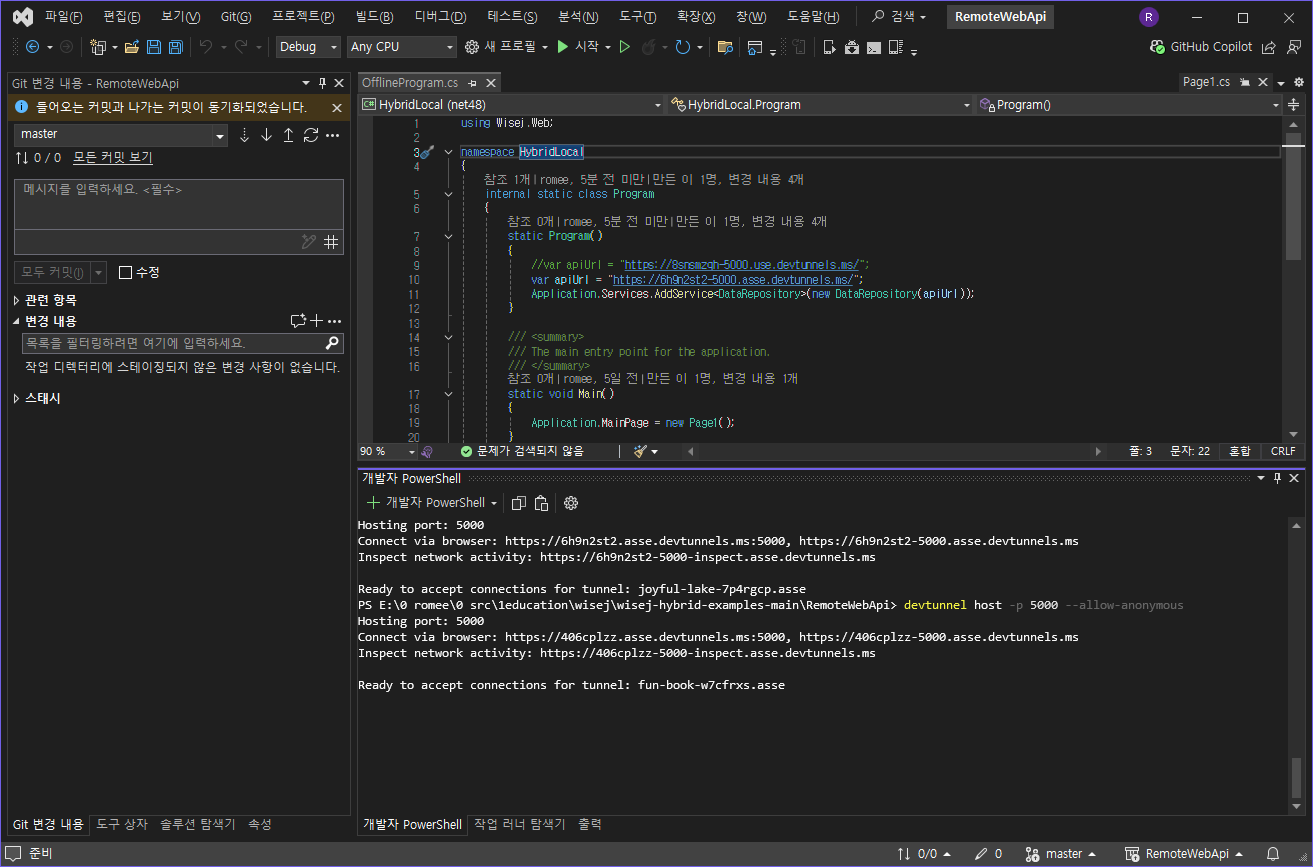 파일(F) 편집(E) 보기(V) Git(G) 프로젝트(P) 빌드(B) 디버그(D) 테스트(S) 분석(N) 도구(T) 확장(X) 창(W) 도움말(H) 검색 RemoteWebApi R
Debug Any CPU 새 프로필 시작 GitHub Copilot
Git 변경 내용 - RemoteWebApi
들어오는 커밋과 나가는 커밋이 동기화되었습니다.
master
0 / 0 모든 커밋 보기
메시지를 입력하세요. <필수>
모두 커밋(I) 수정
관련 항목
변경 내용
목록을 필터링하려면 여기에 입력하세요.
작업 디렉터리에 스테이징되지 않은 변경 사항이 없습니다.
스태시
Git 변경 내용 도구 상자 솔루션 탐색기 속성
OfflineProgram.cs Page1.cs
HybridLocal (net48) HybridLocal.Program Program()
1 using Wisej.Web;
2
3 namespace HybridLocal
4 {
참조 1개|romee, 5분 전 미만|만든 이 1명, 변경 내용 4개
5 internal static class Program
6 {
참조 0개|romee, 5분 전 미만|만든 이 1명, 변경 내용 4개
7 static Program()
8 {
9 //var apiUrl = "https://8snsmzqh-5000.use.devtunnels.ms/";
10 var apiUrl = "https://6h9n2st2-5000.asse.devtunnels.ms/";
11 Application.Services.AddService<DataRepository>(new DataRepository(apiUrl));
12 }
13
14 /// <summary>
15 /// The main entry point for the application.
16 /// </summary>
참조 0개|romee, 5일 전|만든 이 1명, 변경 내용 1개
17 static void Main()
18 {
19 Application.MainPage = new Page1();
20 }
90 % 문제가 검색되지 않음 줄: 3 문자: 22 혼합 CRLF
개발자 PowerShell
개발자 PowerShell
Hosting port: 5000
Connect via browser: https://6h9n2st2.asse.devtunnels.ms:5000, https://6h9n2st2-5000.asse.devtunnels.ms
Inspect network activity: https://6h9n2st2-5000-inspect.asse.devtunnels.ms
Ready to accept connections for tunnel: joyful-lake-7p4rgcp.asse
PS E:\0 romee\0 src\1education\wisej\wisej-hybrid-examples-main\RemoteWebApi> devtunnel host -p 5000 --allow-anonymous
Hosting port: 5000
Connect via browser: https://406cplzz.asse.devtunnels.ms:5000, https://406cplzz-5000.asse.devtunnels.ms
Inspect network activity: https://406cplzz-5000-inspect.asse.devtunnels.ms
Ready to accept connections for tunnel: fun-book-w7cfrxs.asse
개발자 PowerShell 작업 러너 탐색기 출력
준비 0/0 0 master RemoteWebApi